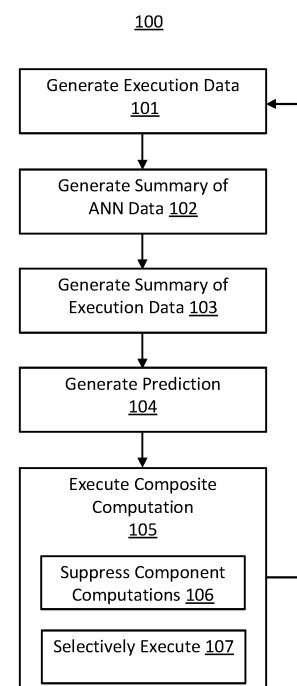 100
Generate Execution Data
101
Generate Summary of
ANN Data 102
Generate Summary of
Execution Data 103
Generate Prediction
104
Execute Composite
Computation
105
Suppress Component
Computations 106
Selectively Execute 107